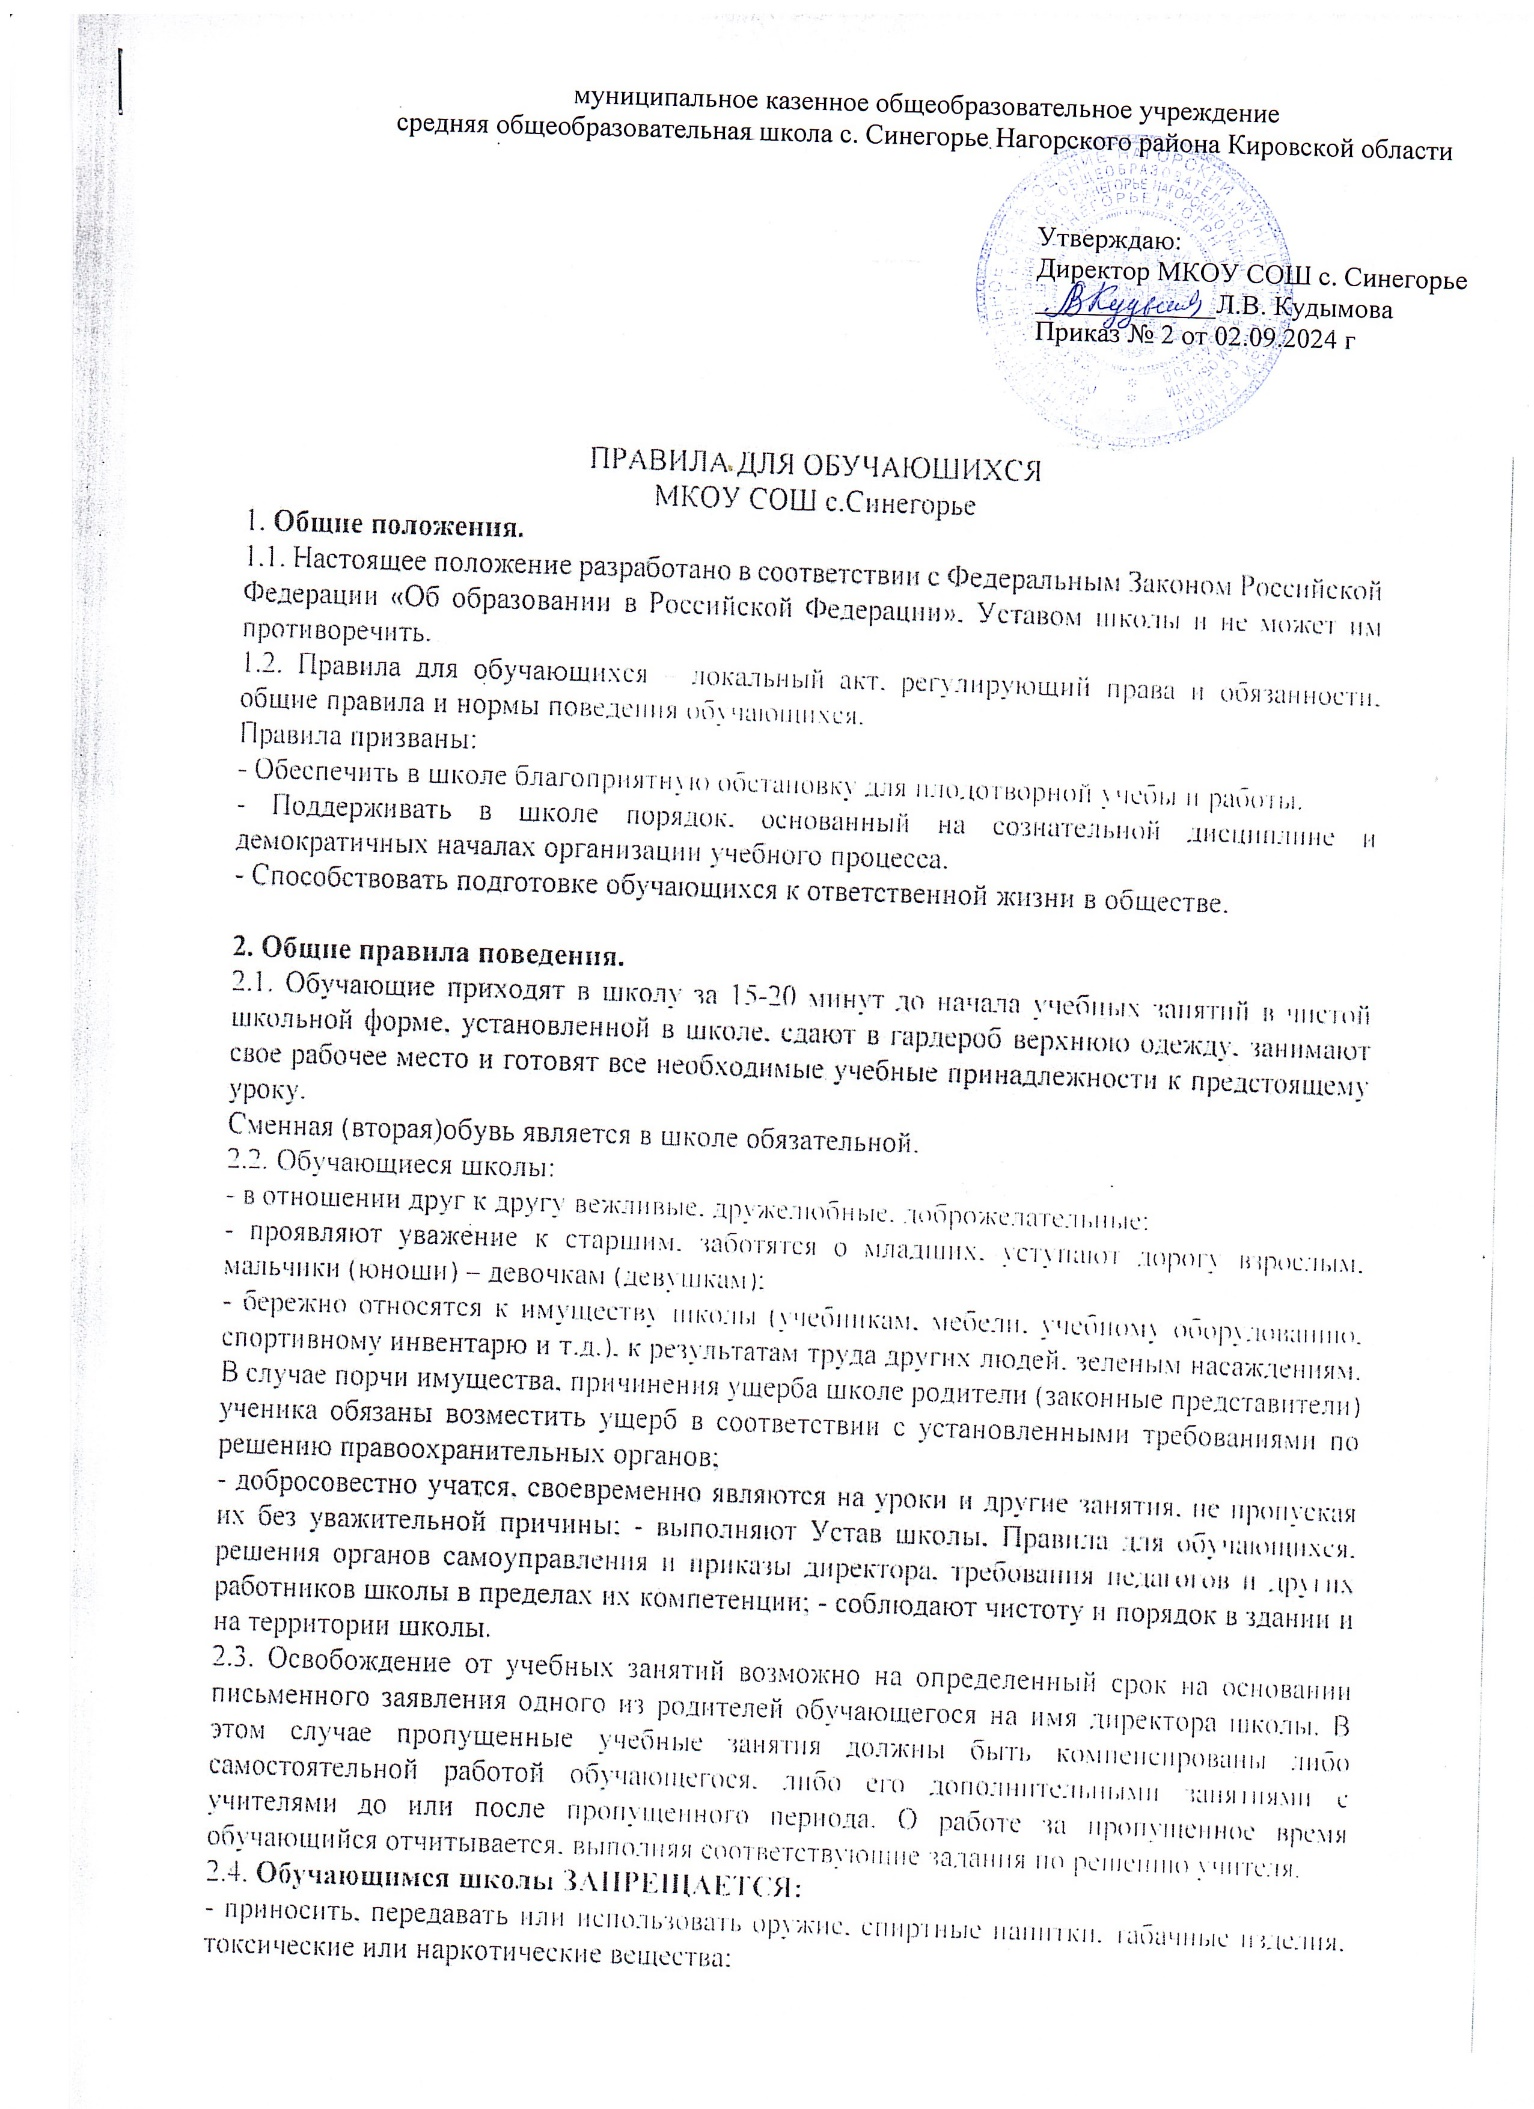 муниципальное казенное общеобразовательное учреждение
средняя общеобразовательная школа с. Синегорье Нагорского района Кировской области
Утверждаю:
Директор МКОУ СОШ с. Синегорье
Л.В. Кудымова
Приказ № 2 от 02.09.2024 г
ПРАВИЛА ДЛЯ ОБУЧАЮШИХСЯ
МКОУ СОШ с.Синегорье
1. Общие положения.
1.1. Настоящее положение разработано в соответствии с Федеральным Законом Российской
Федерации «Об образовании в Российской Федерации», Уставом школы и не может им
противоречить.
1.2. Правила для обучающихся – локальный акт, регулирующий права и обязанности,
общие правила и нормы поведения обучающихся.
Правила призваны:
- Обеспечить в школе благоприятную обстановку для плодотворной учебы и работы.
- Поддерживать в школе порядок, основанный на сознательной дисциплине и
демократичных началах организации учебного процесса.
- Способствовать подготовке обучающихся к ответственной жизни в обществе.
2. Общие правила поведения.
2.1. Обучающие приходят в школу за 15-20 минут до начала учебных занятий в чистой
школьной форме, установленной в школе, сдают в гардероб верхнюю одежду, занимают
свое рабочее место и готовят все необходимые учебные принадлежности к предстоящему
уроку.
Сменная (вторая)обувь является в школе обязательной.
2.2. Обучающиеся школы:
- в отношении друг к другу вежливые, дружелюбные, доброжелательные;
- проявляют уважение к старшим, заботятся о младших, уступают дорогу взрослым,
мальчики (юноши) – девочкам (девушкам);
- бережно относятся к имуществу школы (учебникам, мебели, учебному оборудованию,
спортивному инвентарю и т.д.), к результатам труда других людей, зеленым насаждениям.
В случае порчи имущества, причинения ущерба школе родители (законные представители)
ученика обязаны возместить ущерб в соответствии с установленными требованиями по
решению правоохранительных органов;
- добросовестно учатся, своевременно являются на уроки и другие занятия, не пропуская
их без уважительной причины; - выполняют Устав школы, Правила для обучающихся,
решения органов самоуправления и приказы директора, требования педагогов и других
работников школы в пределах их компетенции; - соблюдают чистоту и порядок в здании и
на территории школы.
2.3. Освобождение от учебных занятий возможно на определенный срок на основании
письменного заявления одного из родителей обучающегося на имя директора школы. В
этом случае пропущенные учебные занятия должны быть компенсированы либо
самостоятельной работой обучающегося, либо его дополнительными занятиями с
учителями до или после пропущенного периода. О работе за пропущенное время
обучающийся отчитывается, выполняя соответствующие задания по решению учителя.
2.4. Обучающимся школы ЗАПРЕЩАЕТСЯ:
- приносить, передавать или использовать оружие, спиртные напитки, табачные изделия,
токсические или наркотические вещества;